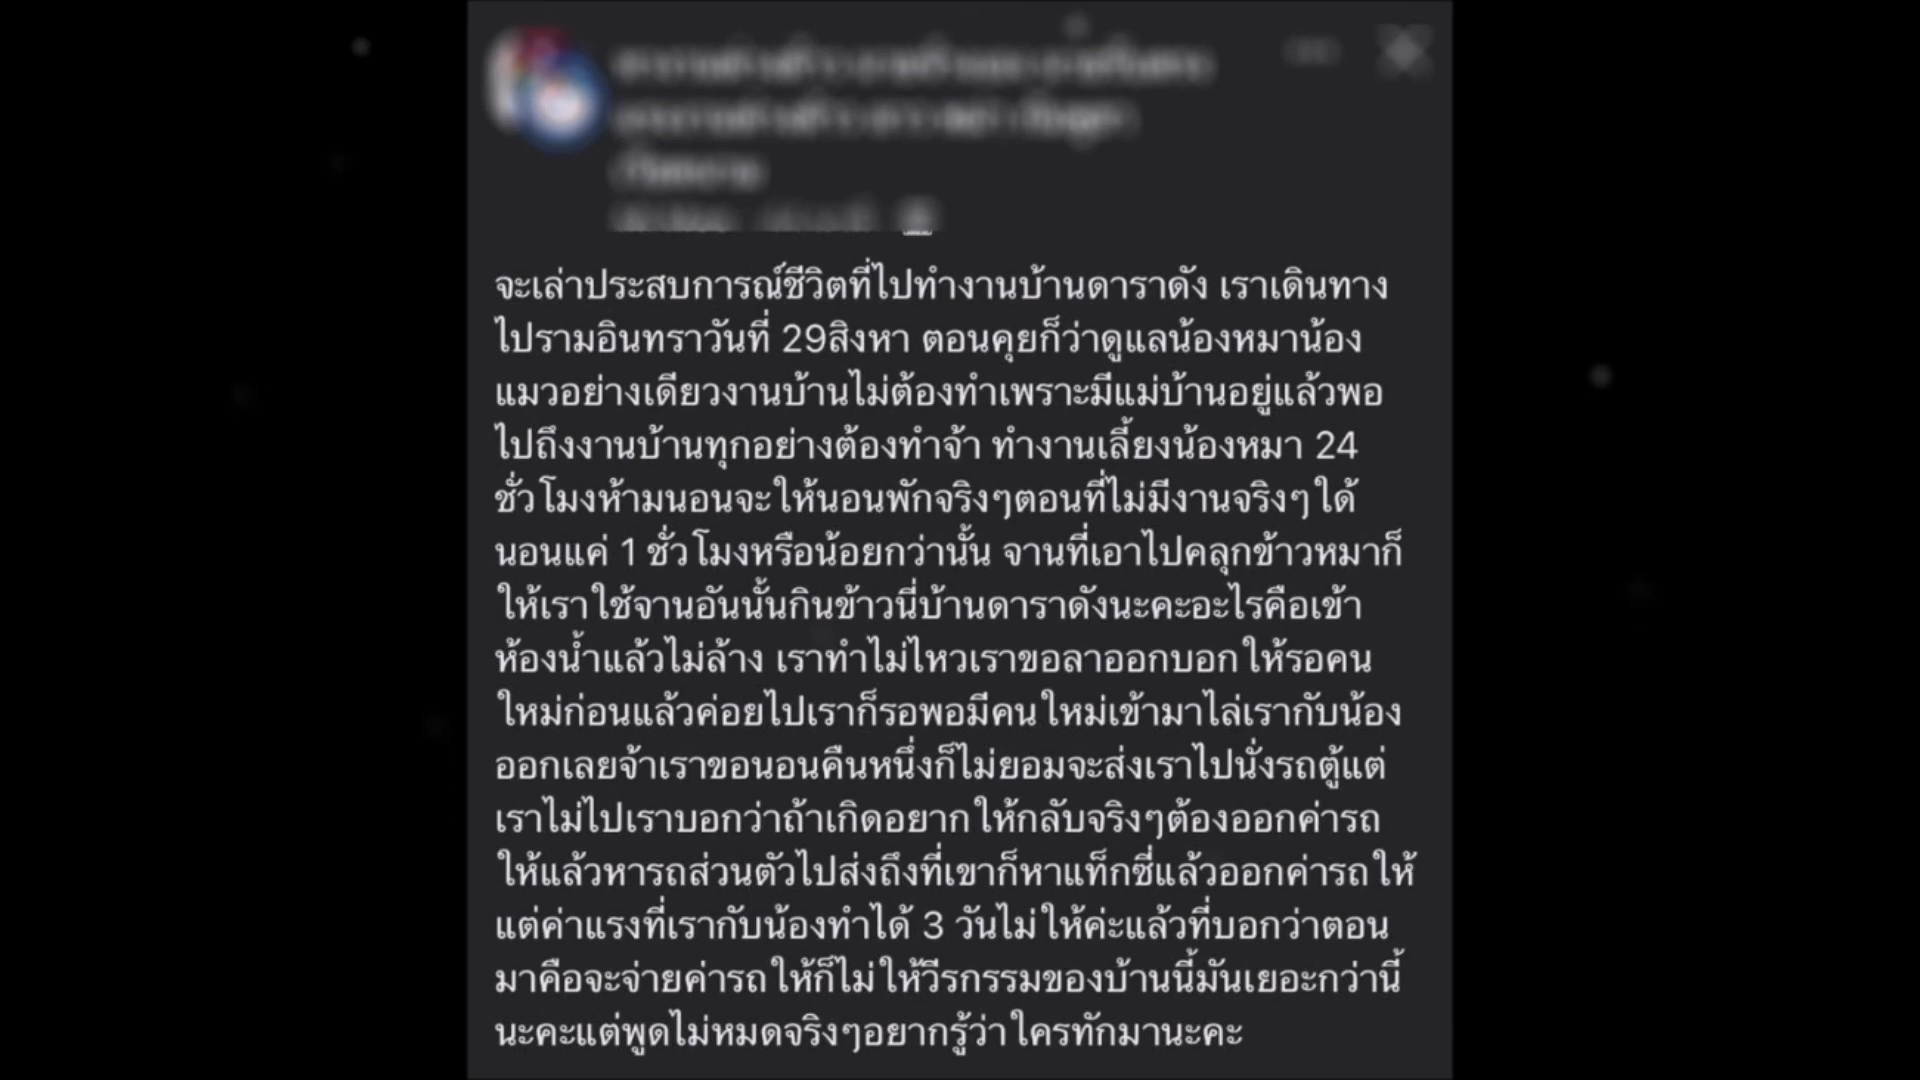 จะเล่าประสบการณ์ชีวิตที่ไปทำงานบ้านดาราดัง เราเดินทาง
ไปรามอินทราวันที่ 29สิงหา ตอนคุยก็ว่าดูแลน้องหมาน้อง
แมวอย่างเดียวงานบ้านไม่ต้องทำเพราะมีแม่บ้านอยู่แล้วพอ
ไปถึงงานบ้านทุกอย่างต้องทำจ้า ทำงานเลี้ยงน้องหมา 24
ชั่วโมงห้ามนอนจะให้นอนพักจริงๆตอนที่ไม่มีงานจริงๆได้
นอนแค่ 1 ชั่วโมงหรือน้อยกว่านั้น จานที่เอาไปคลุกข้าวหมาก็
ให้เราใช้จานอันนั้นกินข้าวนี่บ้านดาราดังนะคะอะไรคือเข้า
ห้องน้ำแล้วไม่ล้าง เราทำไม่ไหวเราขอลาออกบอกให้รอคน
ใหม่ก่อนแล้วค่อยไปเราก็รอพอมีคนใหม่เข้ามาไล่เรากับน้อง
ออกเลยจ้าเราขอนอนคืนหนึ่งก็ไม่ยอมจะส่งเราไปนั่งรถตู้แต่
เราไม่ไปเราบอกว่าถ้าเกิดอยากให้กลับจริงๆต้องออกค่ารถ
ให้แล้วหารถส่วนตัวไปส่งถึงที่เขาก็หาแท็กซี่แล้วออกค่ารถให้
แต่ค่าแรงที่เรากับน้องทำได้ 3 วันไม่ให้ค่ะแล้วที่บอกว่าตอน
มาคือจะจ่ายค่ารถให้ก็ไม่ให้วีรกรรมของบ้านนี้มันเยอะกว่านี้
นะคะแต่พูดไม่หมดจริงๆอยากรู้ว่าใครทักมานะคะ